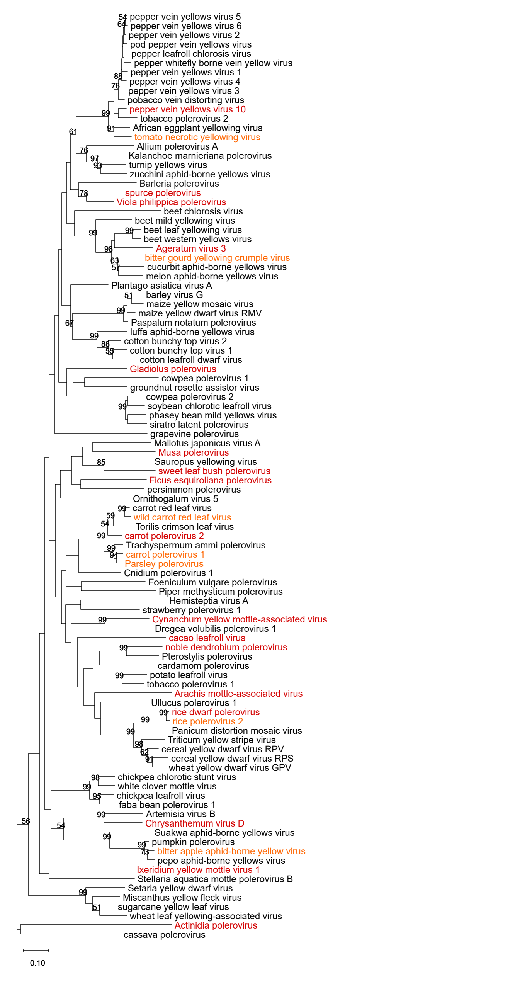 54
pepper vein yellows virus 5
64
pepper vein yellows virus 6
pepper vein yellows virus 2
pod pepper vein yellows virus
pepper leafroll chlorosis virus
pepper whitefly borne vein yellow virus
pepper vein yellows virus 1
88
pepper vein yellows virus 4
76
pepper vein yellows virus 3
pobacco vein distorting virus
pepper vein yellows virus 10
99
tobacco polerovirus 2
91
African eggplant yellowing virus
61
tomato necrotic yellowing virus
Allium polerovirus A
76
Kalanchoe marnieriana polerovirus
97
turnip yellows virus
93
zucchini aphid-borne yellows virus
Barleria polerovirus
78
spurce polerovirus
Viola philippica polerovirus
beet chlorosis virus
beet mild yellowing virus
99
beet leaf yellowing virus
99
beet western yellows virus
98
Ageratum virus 3
63
bitter gourd yellowing crumple virus
57
cucurbit aphid-borne yellows virus
melon aphid-borne yellows virus
Plantago asiatica virus A
51
barley virus G
maize yellow mosaic virus
99
maize yellow dwarf virus RMV
67
Paspalum notatum polerovirus
99
luffa aphid-borne yellows virus
88
cotton bunchy top virus 2
55
cotton bunchy top virus 1
cotton leafroll dwarf virus
Gladiolus polerovirus
cowpea polerovirus 1
groundnut rosette assistor virus
cowpea polerovirus 2
99
soybean chlorotic leafroll virus
phasey bean mild yellows virus
siratro latent polerovirus
grapevine polerovirus
Mallotus japonicus virus A
Musa polerovirus
85
Sauropus yellowing virus
sweet leaf bush polerovirus
Ficus esquiroliana polerovirus
persimmon polerovirus
Ornithogalum virus 5
99
carrot red leaf virus
59
wild carrot red leaf virus
54
Torilis crimson leaf virus
99
carrot polerovirus 2
99
Trachyspermum ammi polerovirus
94
carrot polerovirus 1
Parsley polerovirus
Cnidium polerovirus 1
Foeniculum vulgare polerovirus
Piper methysticum polerovirus
Hemisteptia virus A
strawberry polerovirus 1
99
Cynanchum yellow mottle-associated virus
Dregea volubilis polerovirus 1
cacao leafroll virus
99
noble dendrobium polerovirus
Pterostylis polerovirus
cardamom polerovirus
99
potato leafroll virus
tobacco polerovirus 1
Arachis mottle-associated virus
Ullucus polerovirus 1
99
rice dwarf polerovirus
99
rice polerovirus 2
99
Panicum distortion mosaic virus
98
Triticum yellow stripe virus
62
cereal yellow dwarf virus RPV
91
cereal yellow dwarf virus RPS
wheat yellow dwarf virus GPV
98
chickpea chlorotic stunt virus
99
white clover mottle virus
95
chickpea leafroll virus
faba bean polerovirus 1
99
Artemisia virus B
56
54
Chrysanthemum virus D
99
Suakwa aphid-borne yellows virus
99
pumpkin polerovirus
73
bitter apple aphid-borne yellow virus
pepo aphid-borne yellows virus
Ixeridium yellow mottle virus 1
Stellaria aquatica mottle polerovirus B
99
Setaria yellow dwarf virus
Miscanthus yellow fleck virus
51
sugarcane yellow leaf virus
wheat leaf yellowing-associated virus
Actinidia polerovirus
cassava polerovirus
0.10